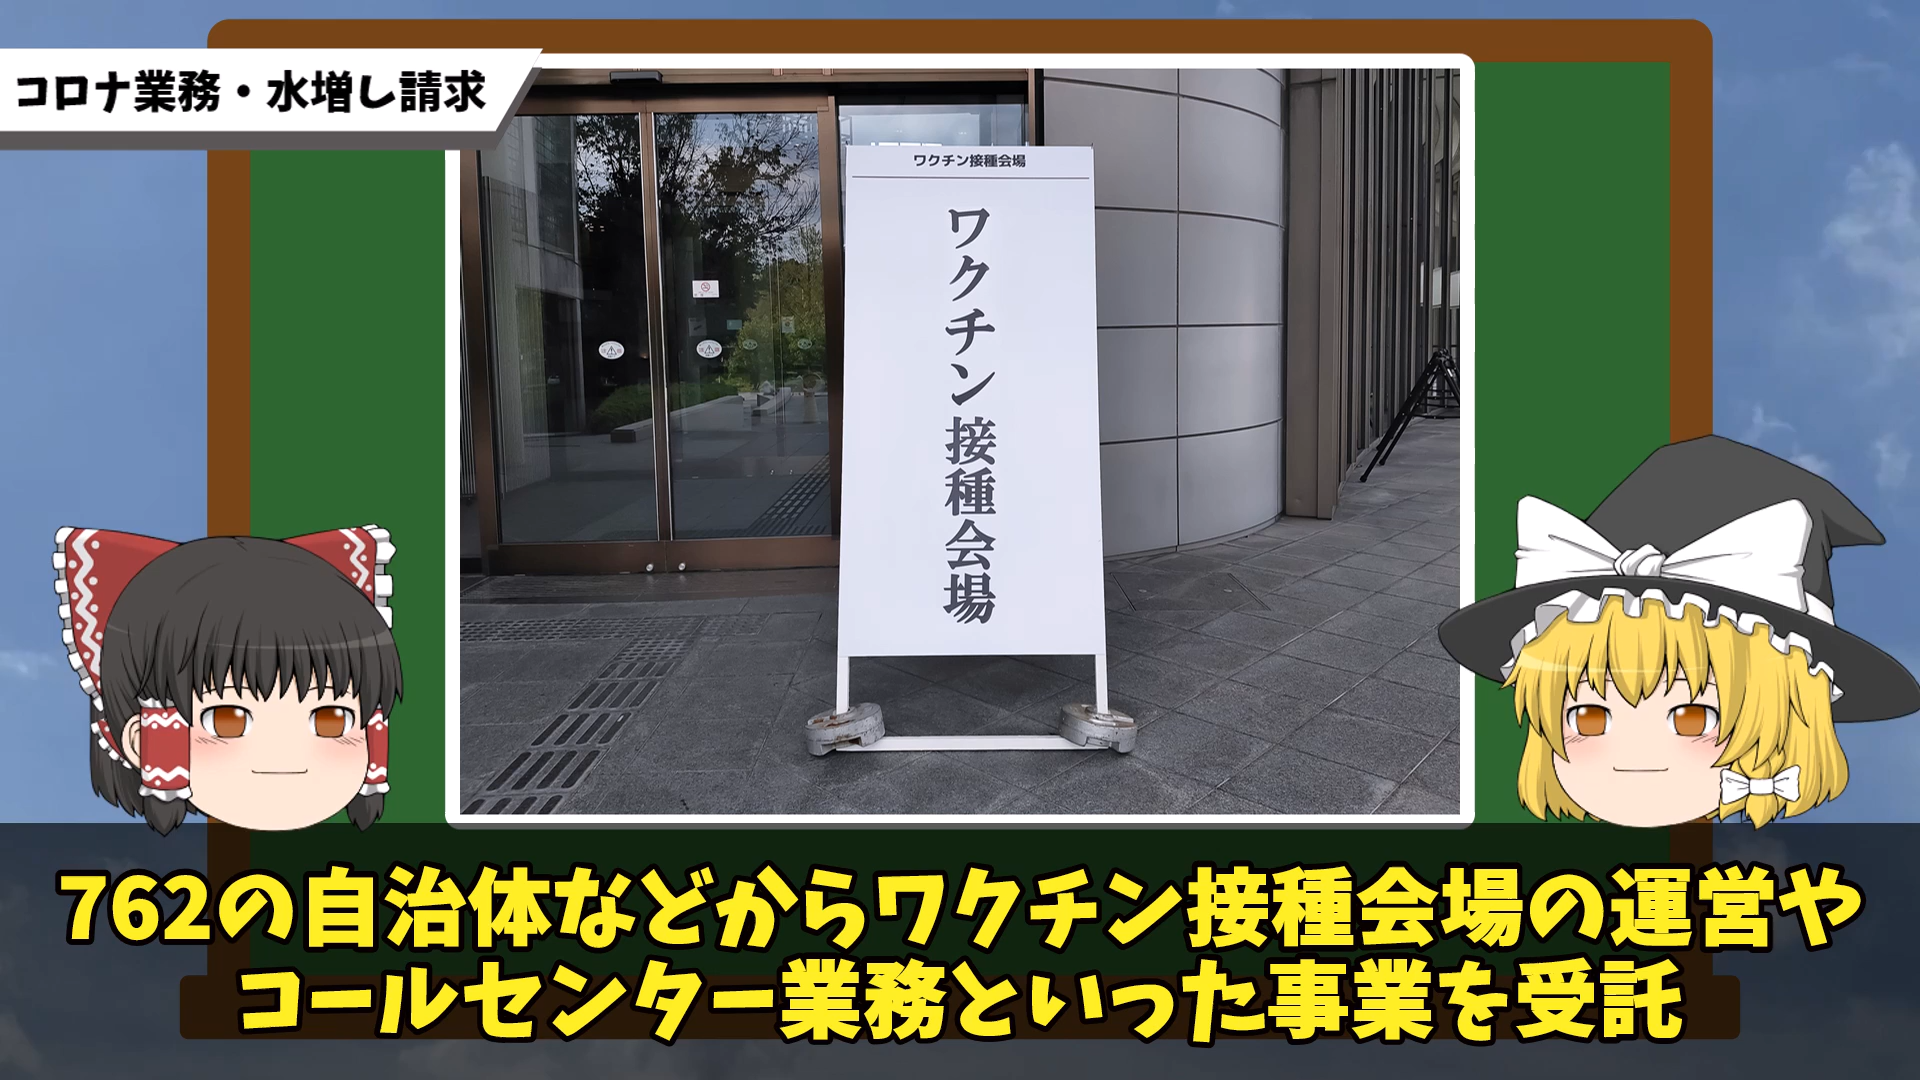 コロナ業務・水増し請求
ワクチン接種会場
ワクチン接種会場
762の自治体などからワクチン接種会場の運営や
コールセンター業務といった事業を受託